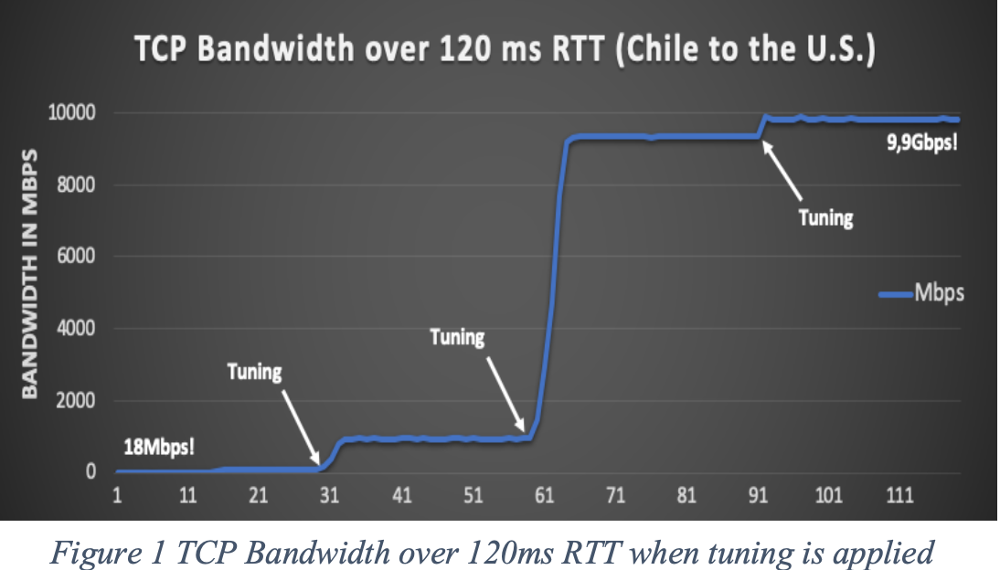 TCP Bandwidth over 120 ms RTT (Chile to the U.S.)
BANDWIDTH IN MBPS
10000
8000
6000
4000
2000
0
18Mbps!
Tuning
Tuning
Tuning
9,9Gbps!
Mbps
1 11 21 31 41 51 61 71 81 91 101 111
Figure 1 TCP Bandwidth over 120ms RTT when tuning is applied